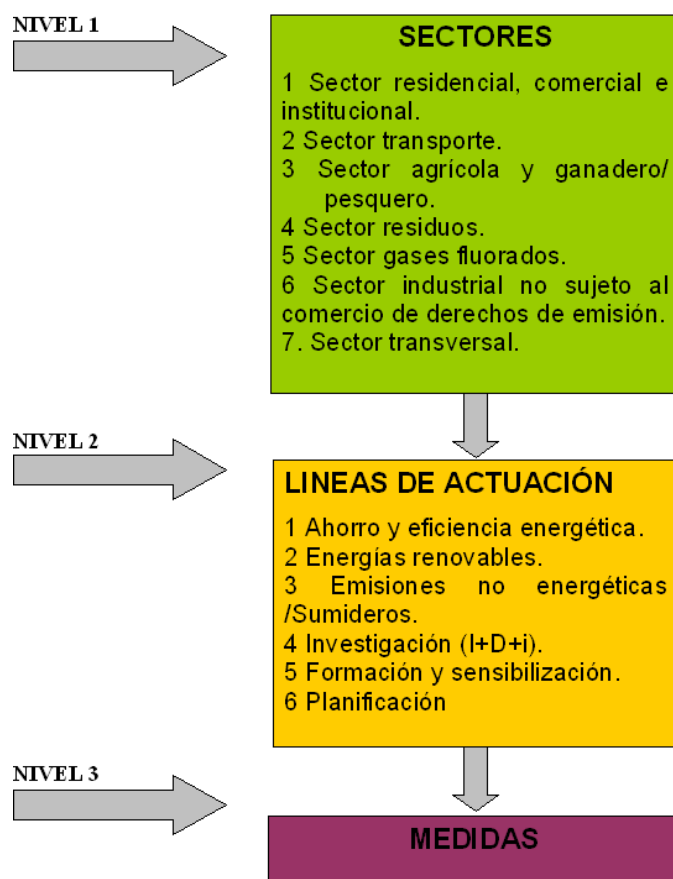 NIVEL 1
SECTORES
1 Sector residencial, comercial e
institucional.
2 Sector transporte.
3 Sector agrícola y ganadero/
pesquero.
4 Sector residuos.
5 Sector gases fluorados.
6 Sector industrial no sujeto al
comercio de derechos de emisión.
7. Sector transversal.
NIVEL 2
LINEAS DE ACTUACIÓN
1 Ahorro y eficiencia energética.
2 Energías renovables.
3 Emisiones no energéticas
/Sumideros.
4 Investigación (I+D+i).
5 Formación y sensibilización.
6 Planificación
NIVEL 3
MEDIDAS